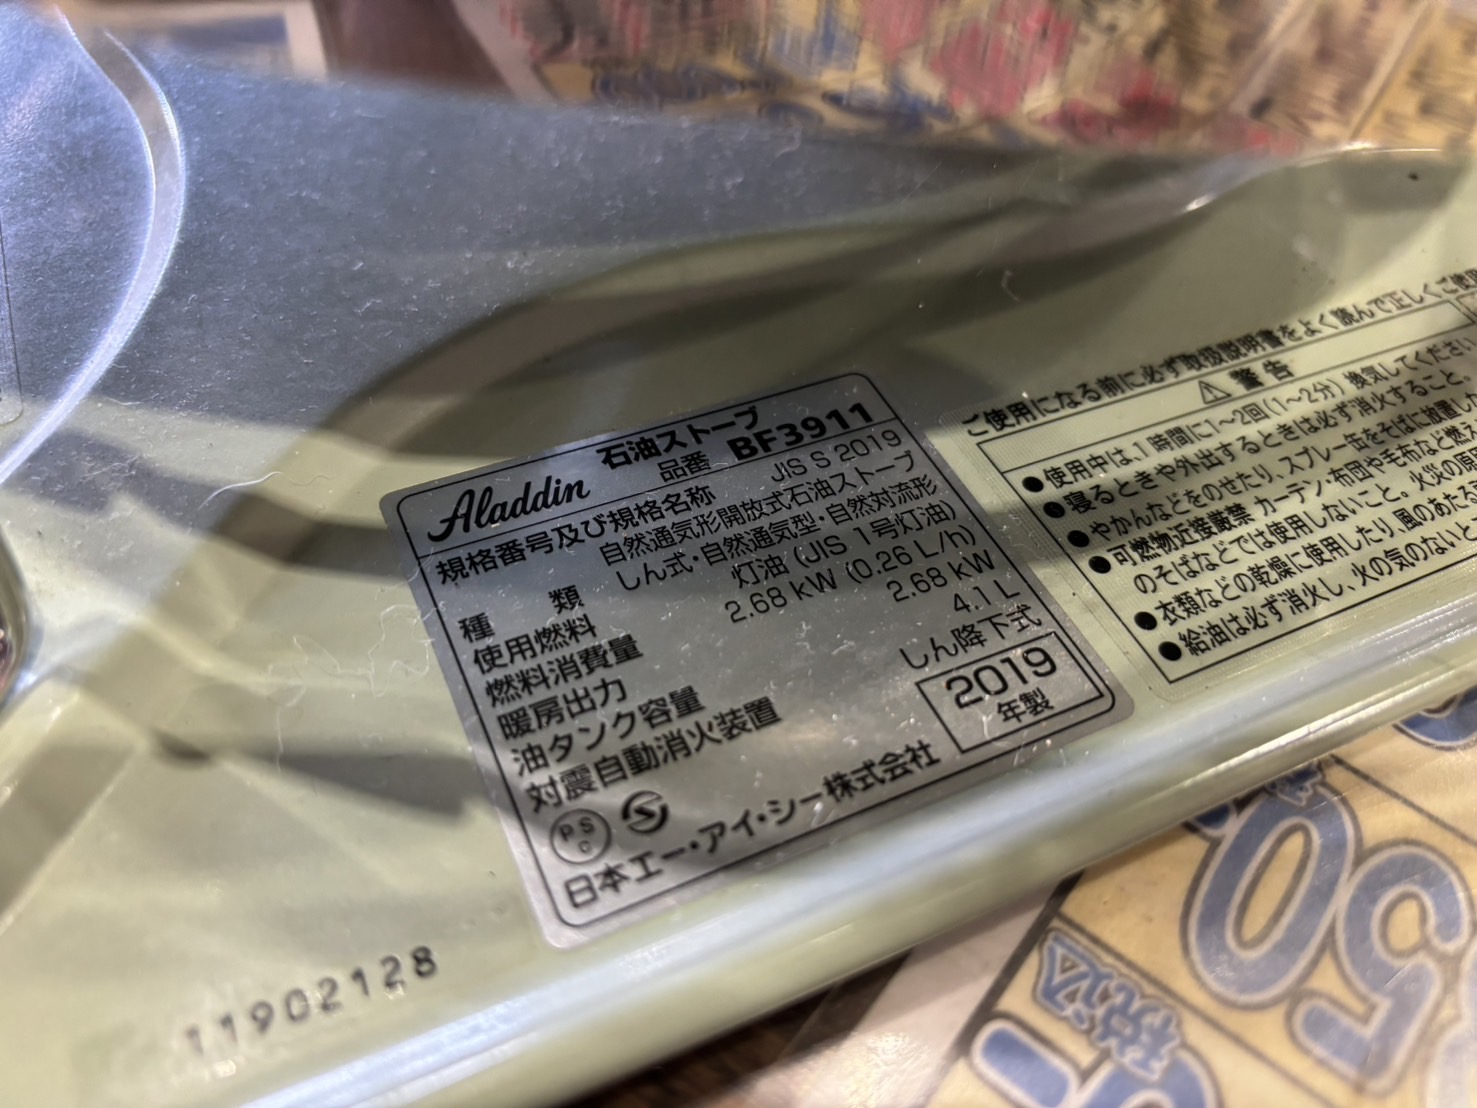 Aladdin 石油ストーブ
品番 BF3911
規格番号及び規格名称 JIS S 2019
自然通気形開放式石油ストーブ
種類 しん式・自然通気型・自然対流形
使用燃料 灯油 (JIS 1号灯油)
燃料消費量 2.68 kW (0.26 L/h)
暖房出力 2.68 kW
油タンク容量 4.1 L
対震自動消火装置 しん降下式
PSC
2019
年製
日本エー・アイ・シー株式会社
11902128
ご使用になる前に必ず取扱説明書をよく読んで正しくご使用
⚠ 警告
●使用中は、1時間に1~2回(1~2分) 換気してください
●寝るときや外出するときは必ず消火すること。
●やかんなどをのせたり、スプレー缶をそばに放置した
●可燃物近接厳禁 カーテン・布団や毛布など燃え
のそばなどでは使用しないこと。火災の原
●衣類などの乾燥に使用したり、風のあたる
●給油は必ず消火し、火の気のないと
税込